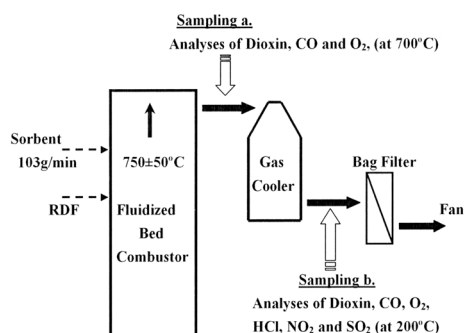 Sampling a.
Analyses of Dioxin, CO and O₂, (at 700°C)
Sorbent
103g/min
750±50°C
RDF
Fluidized
Bed
Combustor
Gas
Cooler
Bag Filter
Fan
Sampling b.
Analyses of Dioxin, CO, O₂,
HCl, NO₂ and SO₂ (at 200°C)